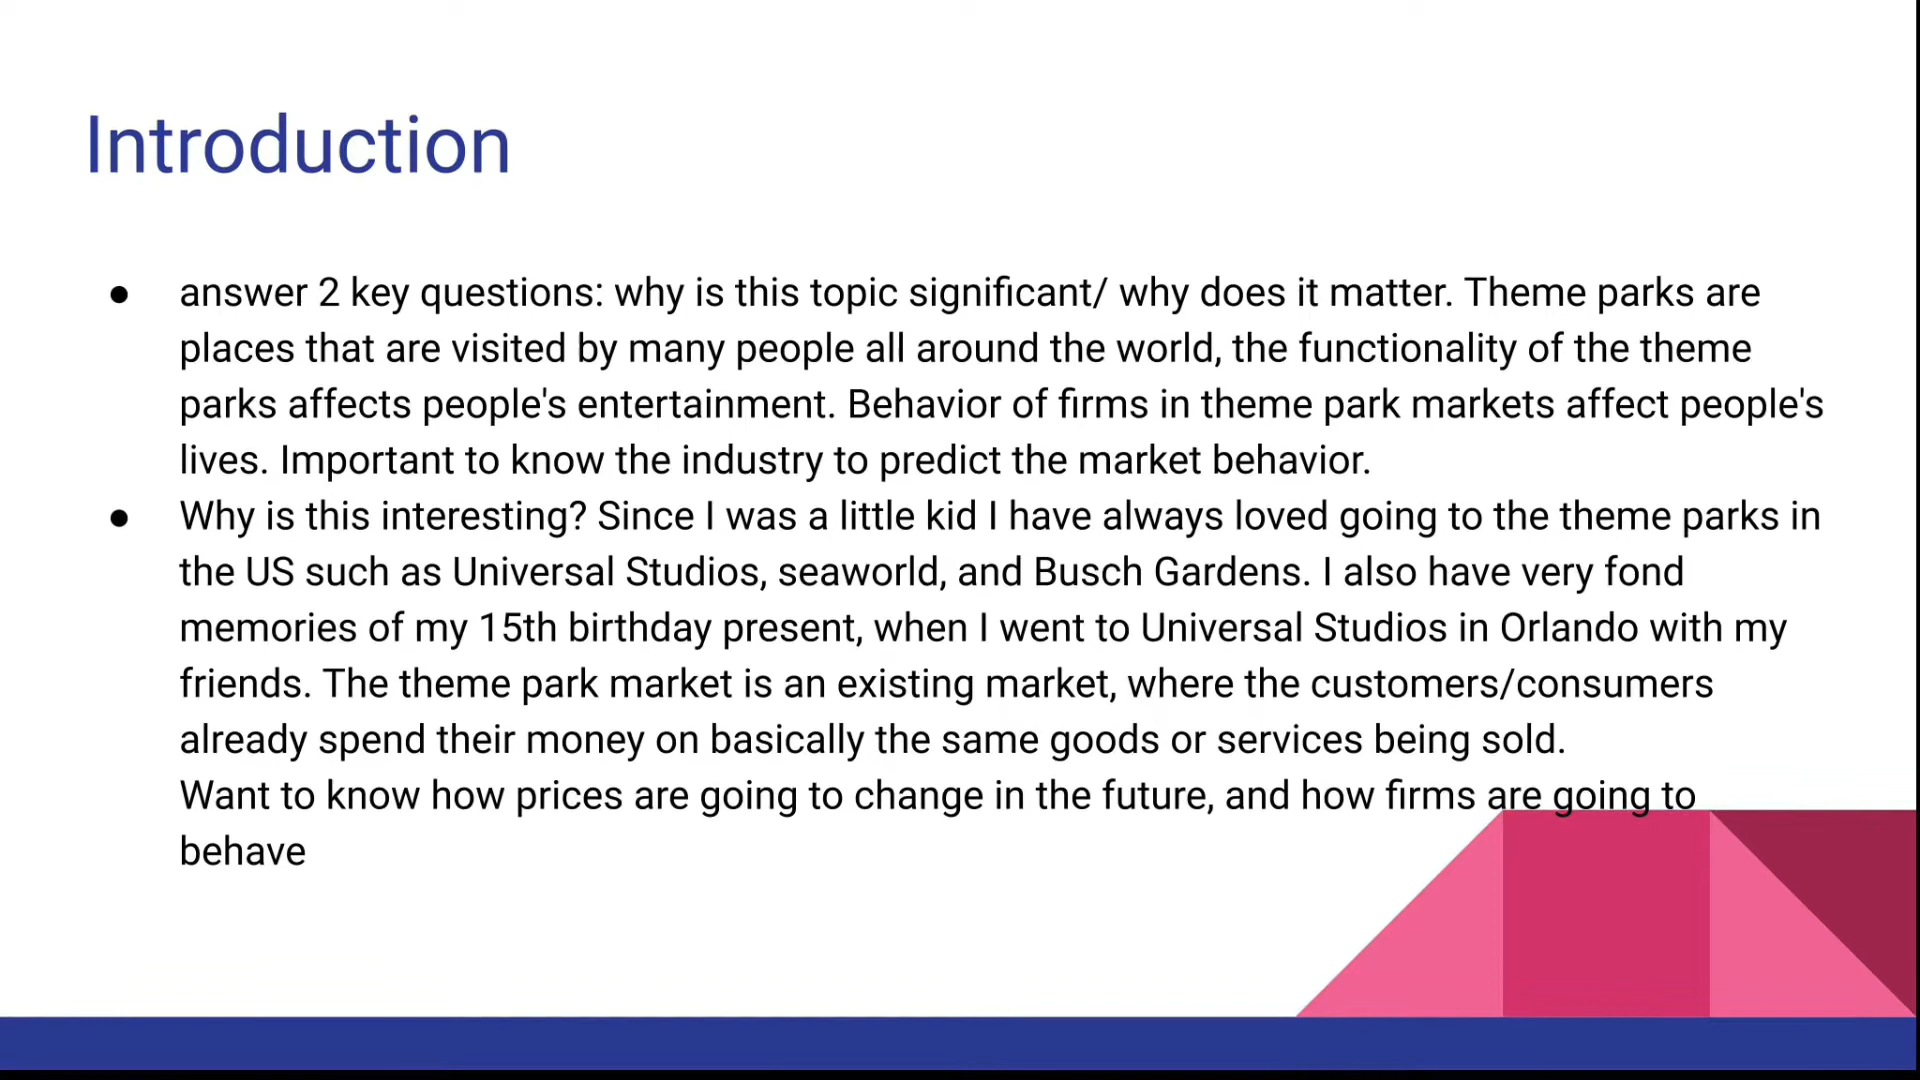 Introduction
● answer 2 key questions: why is this topic significant/ why does it matter. Theme parks are
places that are visited by many people all around the world, the functionality of the theme
parks affects people's entertainment. Behavior of firms in theme park markets affect people's
lives. Important to know the industry to predict the market behavior.
● Why is this interesting? Since I was a little kid I have always loved going to the theme parks in
the US such as Universal Studios, seaworld, and Busch Gardens. I also have very fond
memories of my 15th birthday present, when I went to Universal Studios in Orlando with my
friends. The theme park market is an existing market, where the customers/consumers
already spend their money on basically the same goods or services being sold.
Want to know how prices are going to change in the future, and how firms are going to
behave